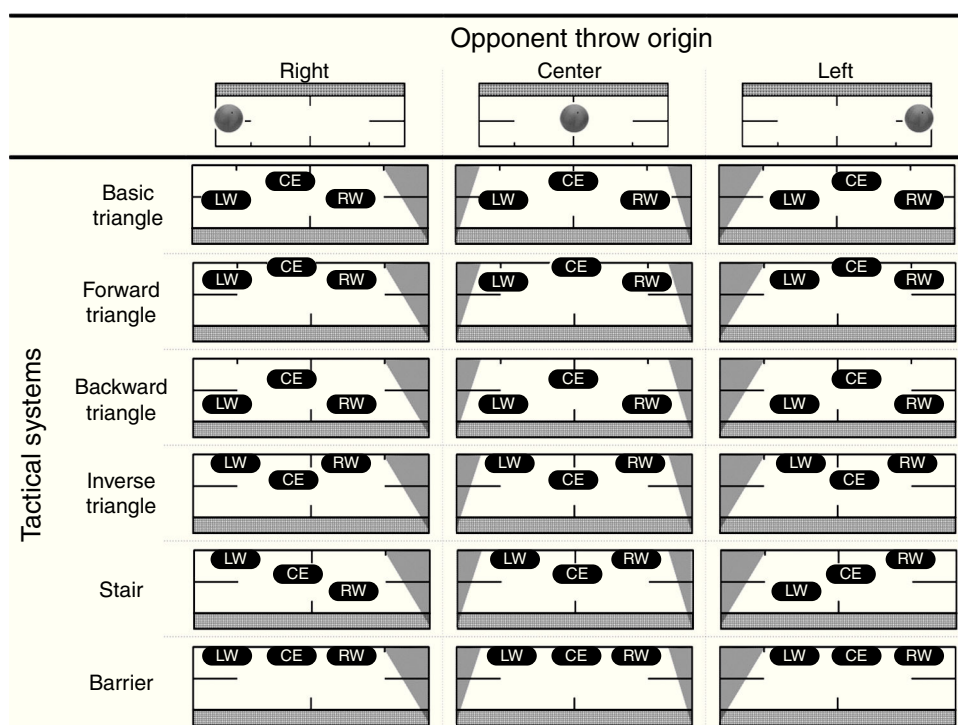 Opponent throw origin
Right Center Left
Tactical systems
Basic
triangle
CE CE CE
LW RW LW RW LW RW
Forward
triangle
CE CE CE
LW RW LW RW LW RW
Backward
triangle
CE CE CE
LW RW LW RW LW RW
Inverse
triangle
LW RW LW RW LW RW
CE CE CE
Stair
LW LW RW RW
CE CE CE
RW LW
Barrier
LW CE RW LW CE RW LW CE RW